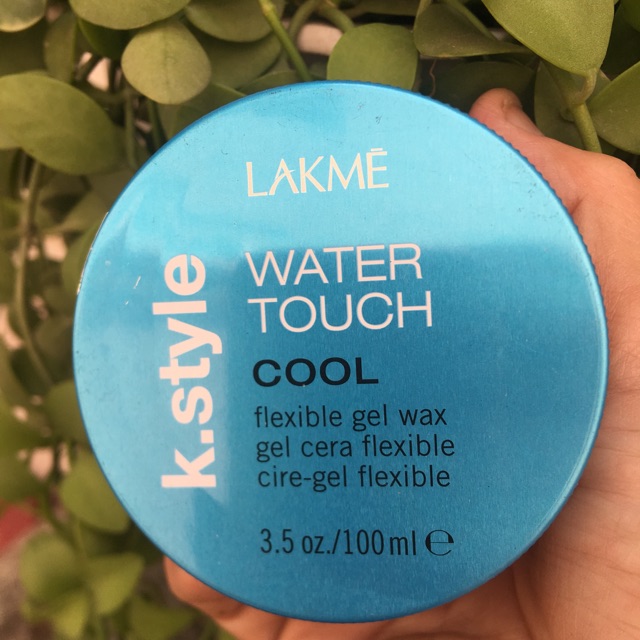 LAKMĒ
k.style
WATER
TOUCH
COOL
flexible gel wax
gel cera flexible
cire-gel flexible
3.5 oz./100 ml ℮